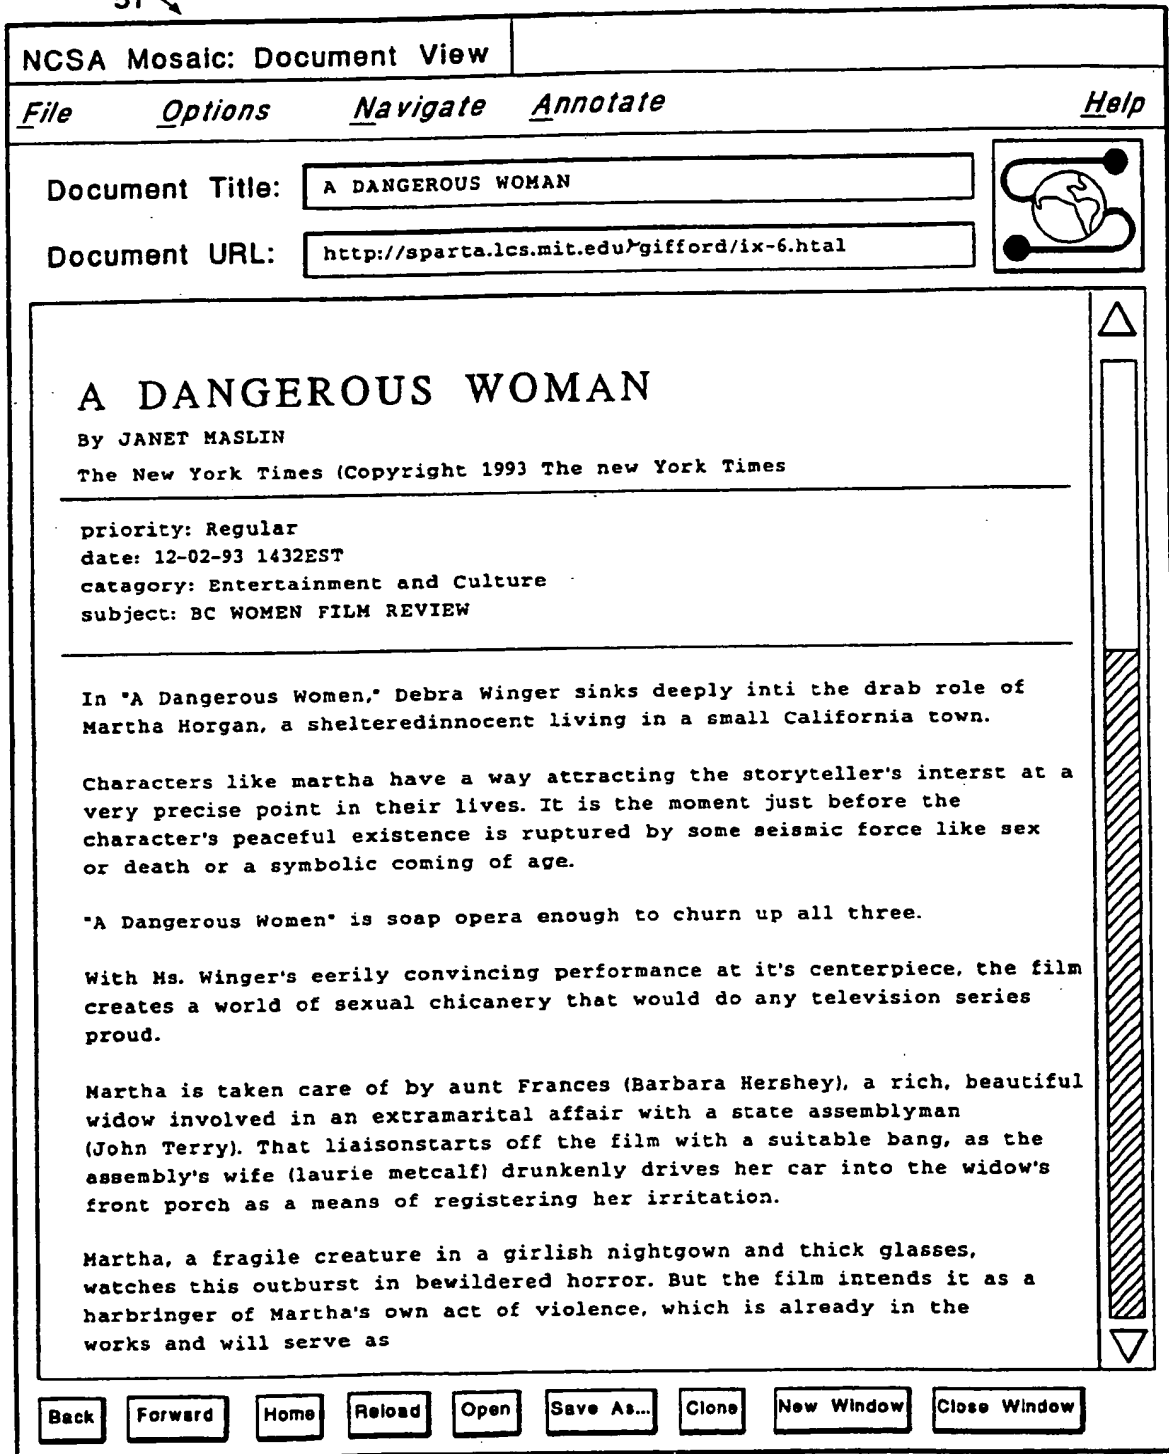 NCSA Mosaic: Document View
File Options Navigate Annotate Help
Document Title: A DANGEROUS WOMAN
Document URL: http://sparta.lcs.mit.edu/~gifford/ix-6.htal
A DANGEROUS WOMAN
By JANET MASLIN
The New York Times (Copyright 1993 The new York Times
priority: Regular
date: 12-02-93 1432EST
catagory: Entertainment and Culture
subject: BC WOMEN FILM REVIEW
In "A Dangerous Women," Debra Winger sinks deeply inti the drab role of
Martha Horgan, a shelteredinnocent living in a small California town.
Characters like martha have a way attracting the storyteller's interst at a
very precise point in their lives. It is the moment just before the
character's peaceful existence is ruptured by some seismic force like sex
or death or a symbolic coming of age.
"A Dangerous Women" is soap opera enough to churn up all three.
With Ms. Winger's eerily convincing performance at it's centerpiece, the film
creates a world of sexual chicanery that would do any television series
proud.
Martha is taken care of by aunt Frances (Barbara Hershey), a rich, beautiful
widow involved in an extramarital affair with a state assemblyman
(John Terry). That liaisonstarts off the film with a suitable bang, as the
assembly's wife (laurie metcalf) drunkenly drives her car into the widow's
front porch as a means of registering her irritation.
Martha, a fragile creature in a girlish nightgown and thick glasses,
watches this outburst in bewildered horror. But the film intends it as a
harbringer of Martha's own act of violence, which is already in the
works and will serve as
Back Forward Home Reload Open Save As... Clone New Window Close Window